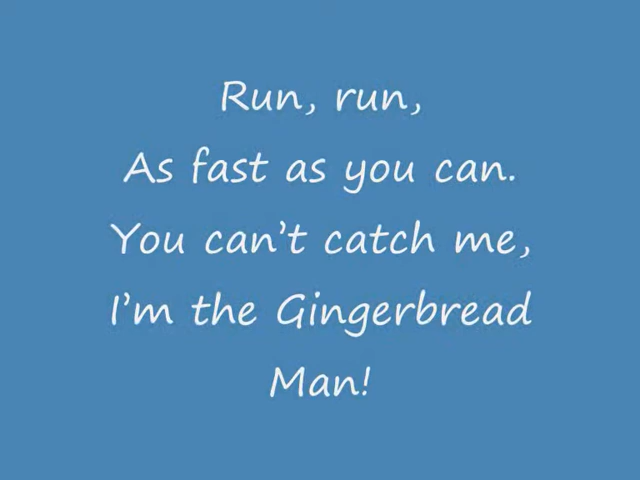 Run, run,
As fast as you can.
You can’t catch me,
I’m the Gingerbread
Man!